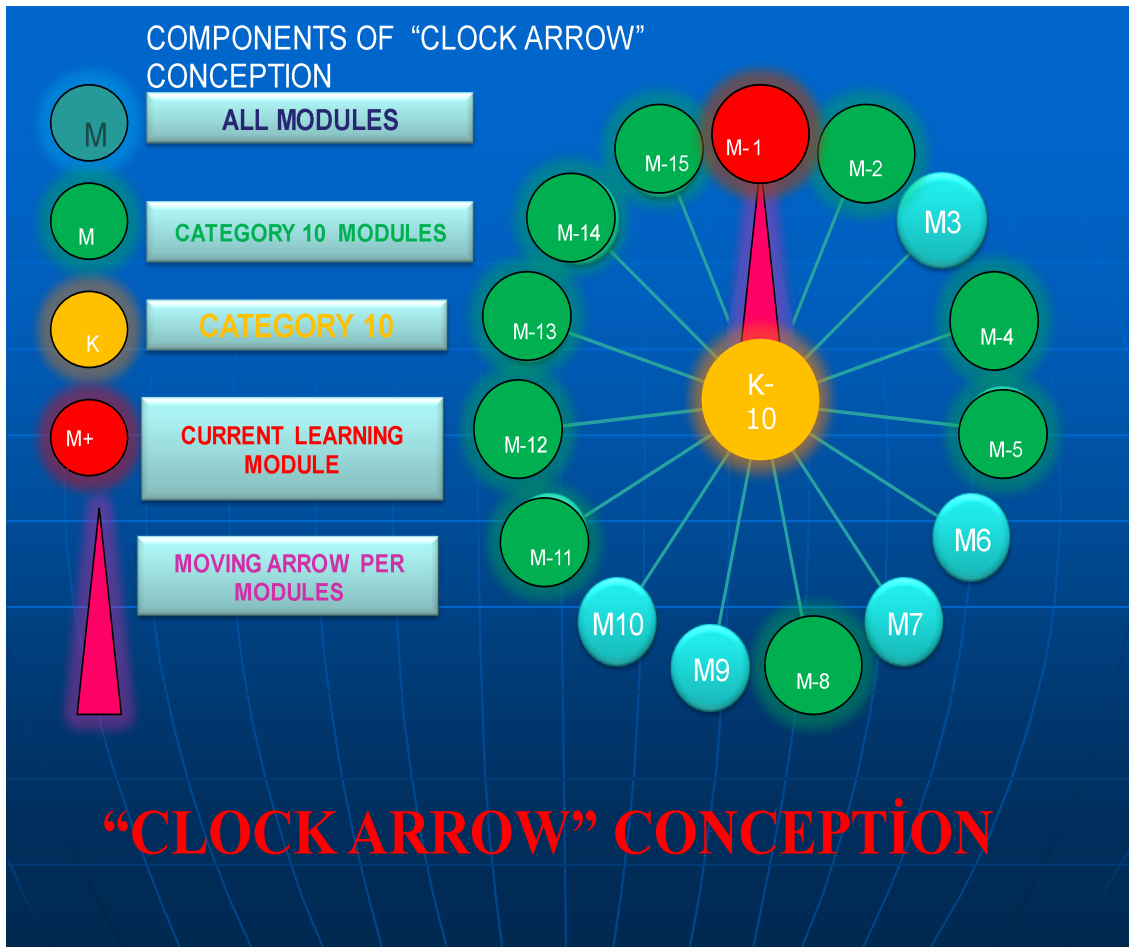 COMPONENTS OF “CLOCK ARROW”
CONCEPTION
M
ALL MODULES
M
CATEGORY 10 MODULES
K
CATEGORY 10
M+
CURRENT LEARNING
MODULE
MOVING ARROW PER
MODULES
M-1
M-2
M3
M-4
M-5
M6
M7
M-8
M9
M10
M-11
M-12
M-13
M-14
M-15
K-
10
“CLOCK ARROW” CONCEPTİON